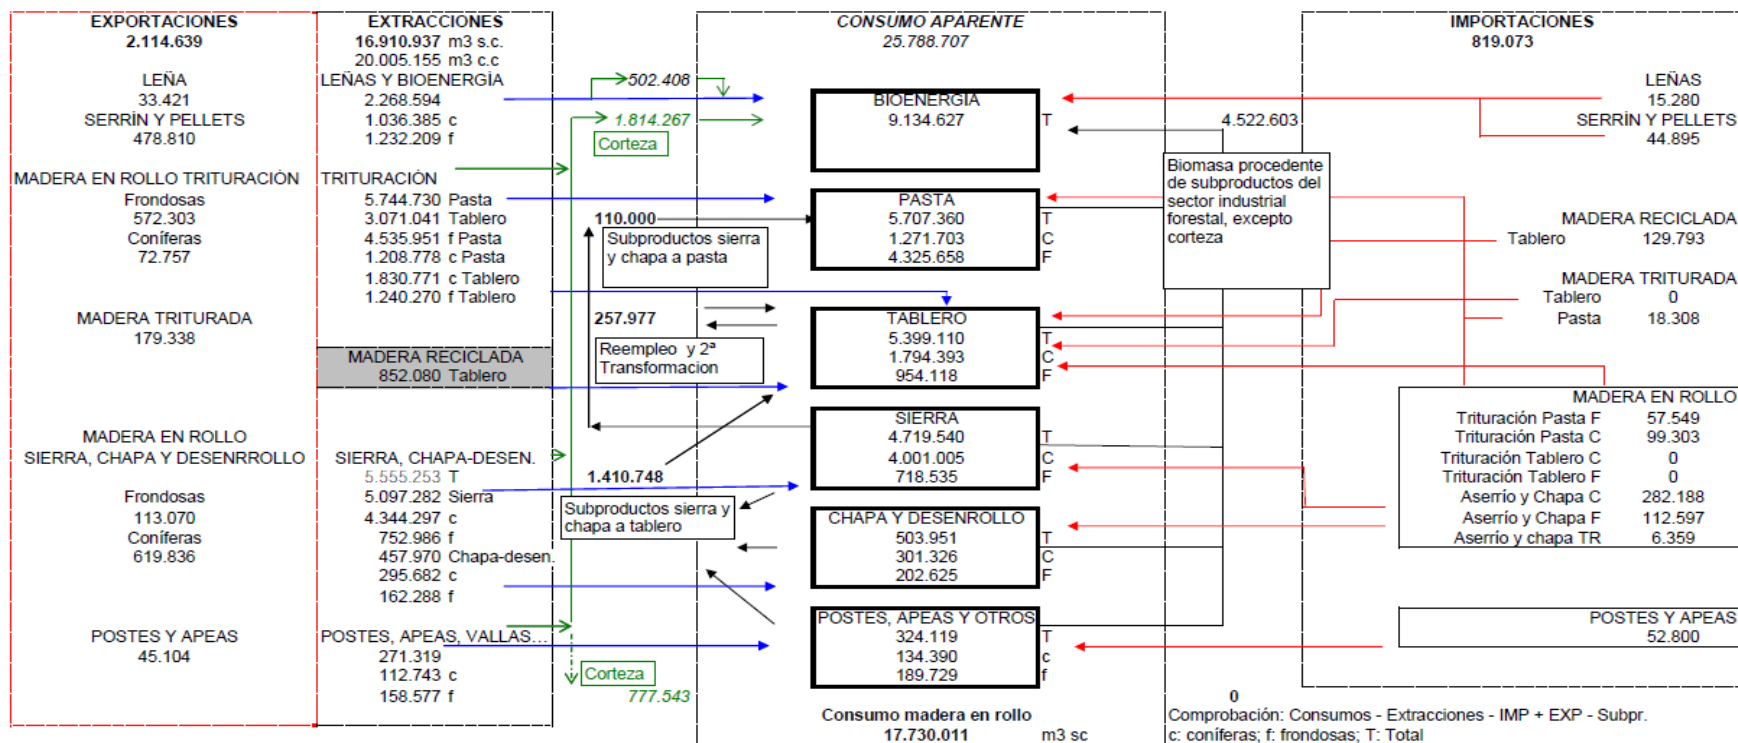 EXPORTACIONES
2.114.639
LEÑA
33.421
SERRÍN Y PELLETS
478.810
MADERA EN ROLLO TRITURACIÓN
Frondosas
572.303
Coníferas
72.757
MADERA TRITURADA
179.338
MADERA EN ROLLO
SIERRA, CHAPA Y DESENRROLLO
Frondosas
113.070
Coníferas
619.836
POSTES Y APEAS
45.104
EXTRACCIONES
16.910.937 m3 s.c.
20.005.155 m3 c.c
LEÑAS Y BIOENERGÍA
2.268.594
1.036.385 c
1.232.209 f
TRITURACIÓN
5.744.730 Pasta
3.071.041 Tablero
4.535.951 f Pasta
1.208.778 c Pasta
1.830.771 c Tablero
1.240.270 f Tablero
MADERA RECICLADA
852.080 Tablero
SIERRA, CHAPA-DESEN.
5.555.253 T
5.097.282 Sierra
4.344.297 c
752.986 f
457.970 Chapa-desen.
295.682 c
162.288 f
POSTES, APEAS, VALLAS...
271.319
112.743 c
158.577 f
502.408
1.814.267
Corteza
110.000
Subproductos sierra
y chapa a pasta
257.977
Reempleo y 2ª
Transformacion
1.410.748
Subproductos sierra y
chapa a tablero
Corteza
777.543
CONSUMO APARENTE
25.788.707
BIOENERGIA
9.134.627 T
PASTA
5.707.360 T
1.271.703 C
4.325.658 F
TABLERO
5.399.110 T
1.794.393 C
954.118 F
SIERRA
4.719.540 T
4.001.005 C
718.535 F
CHAPA Y DESENROLLO
503.951 T
301.326 C
202.625 F
POSTES, APEAS Y OTROS
324.119 T
134.390 c
189.729 f
Consumo madera en rollo
17.730.011 m3 sc
4.522.603
Biomasa procedente
de subproductos del
sector industrial
forestal, excepto
corteza
IMPORTACIONES
819.073
LEÑAS
15.280
SERRÍN Y PELLETS
44.895
MADERA RECICLADA
Tablero 129.793
MADERA TRITURADA
Tablero 0
Pasta 18.308
MADERA EN ROLLO
Trituración Pasta F 57.549
Trituración Pasta C 99.303
Trituración Tablero C 0
Trituración Tablero F 0
Aserrío y Chapa C 282.188
Aserrío y Chapa F 112.597
Aserrío y chapa TR 6.359
POSTES Y APEAS
52.800
0
Comprobación: Consumos - Extracciones - IMP + EXP - Subpr.
c: coníferas; f: frondosas; T: Total